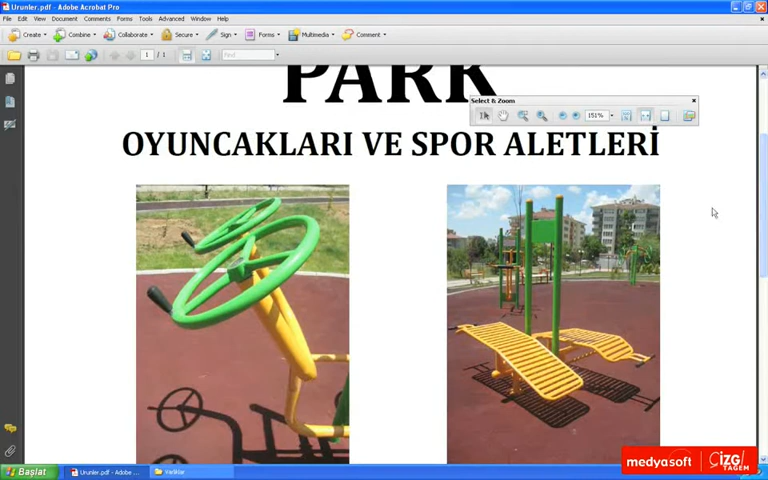 Urunler.pdf - Adobe Acrobat Pro
File Edit View Document Comments Forms Tools Advanced Window Help
Create Combine Collaborate Secure Sign Forms Multimedia Comment
1 / 1 Find
PARK
Select & Zoom
151%
OYUNCAKLARI VE SPOR ALETLERİ
medyasoft ÇİZGİ TAGEM
Başlat Urunler.pdf - Adobe ... Varlıklar